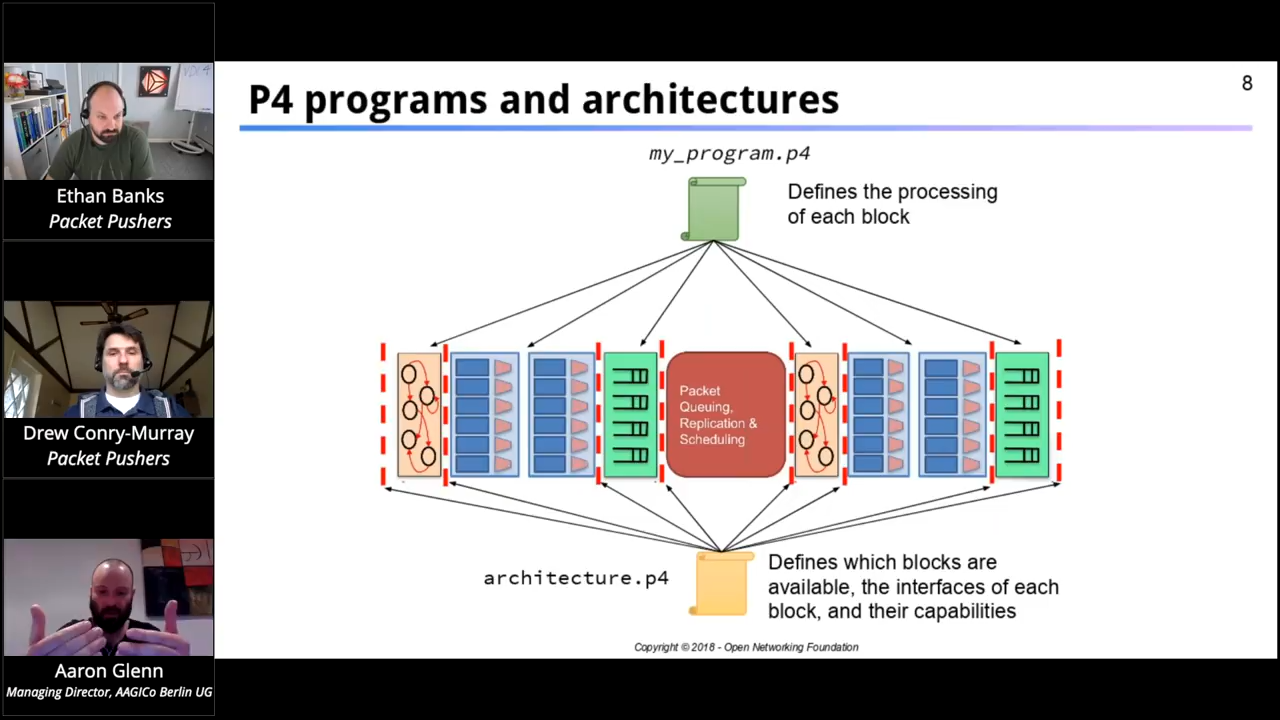 Ethan Banks
Packet Pushers
Drew Conry-Murray
Packet Pushers
Aaron Glenn
Managing Director, AAGICo Berlin UG
8
P4 programs and architectures
my_program.p4
Defines the processing
of each block
Packet
Queuing,
Replication &
Scheduling
architecture.p4
Defines which blocks are
available, the interfaces of each
block, and their capabilities
Copyright © 2018 - Open Networking Foundation